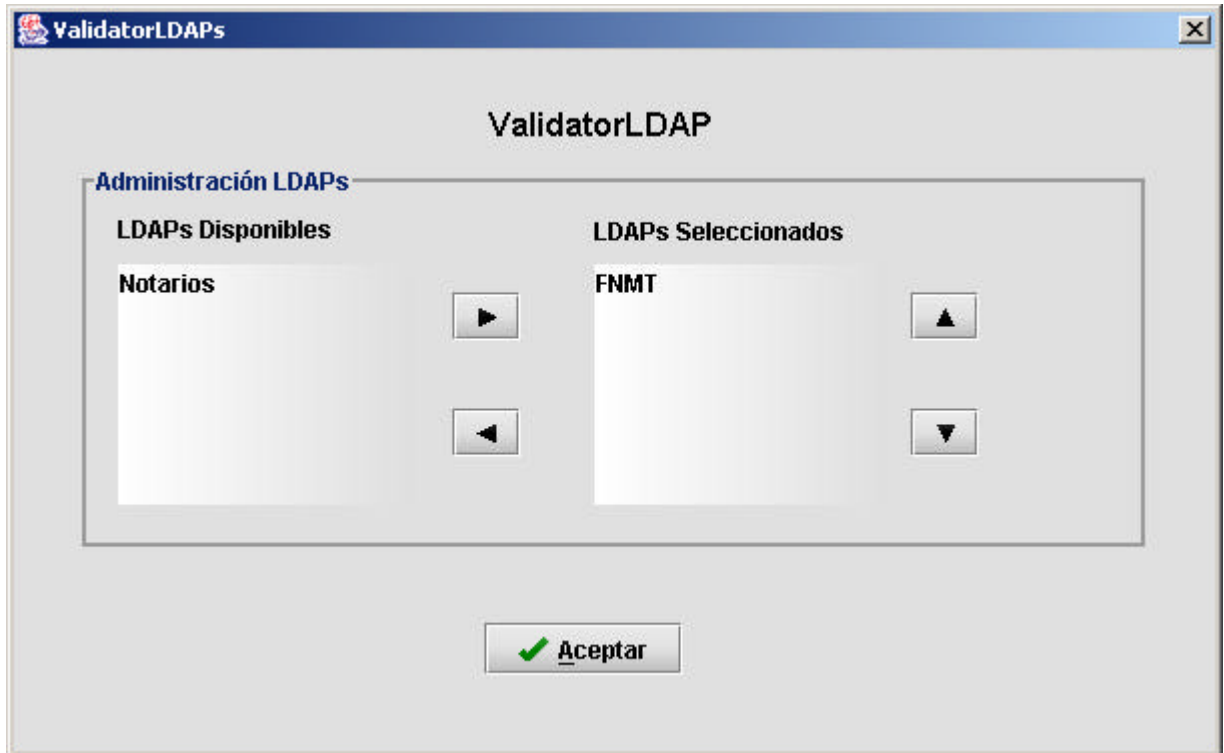 ValidatorLDAPs
ValidatorLDAP
Administración LDAPs
LDAPs Disponibles
LDAPs Seleccionados
Notarios
FNMT
Aceptar